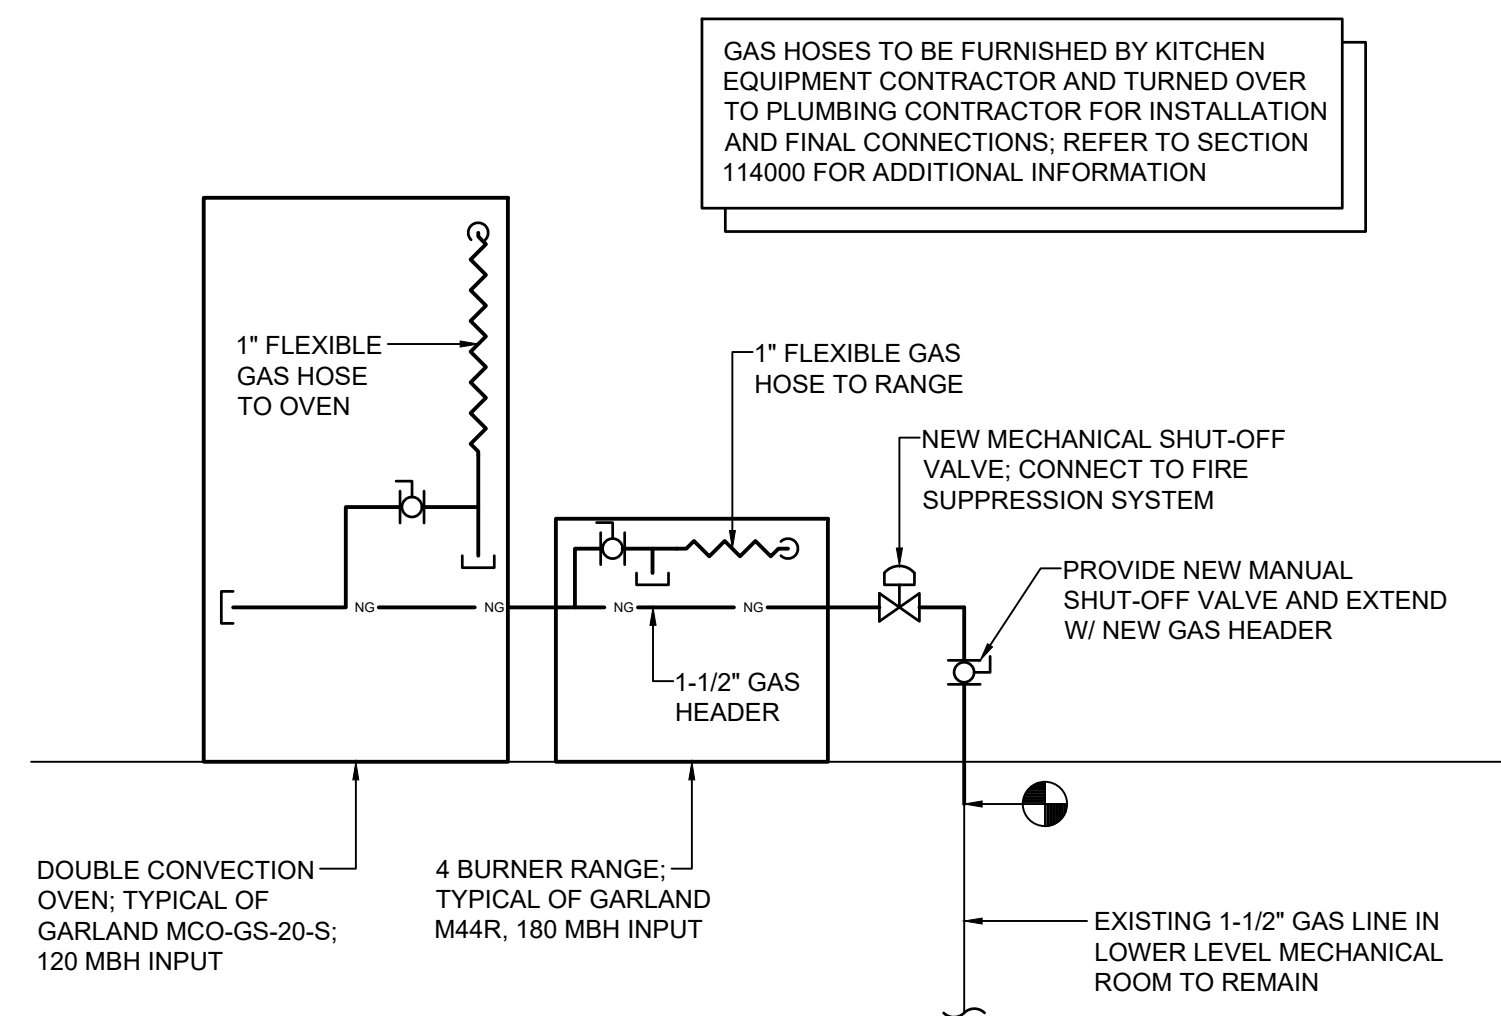 GAS HOSES TO BE FURNISHED BY KITCHEN
EQUIPMENT CONTRACTOR AND TURNED OVER
TO PLUMBING CONTRACTOR FOR INSTALLATION
AND FINAL CONNECTIONS; REFER TO SECTION
114000 FOR ADDITIONAL INFORMATION
1" FLEXIBLE
GAS HOSE
TO OVEN
1" FLEXIBLE GAS
HOSE TO RANGE
NEW MECHANICAL SHUT-OFF
VALVE; CONNECT TO FIRE
SUPPRESSION SYSTEM
PROVIDE NEW MANUAL
SHUT-OFF VALVE AND EXTEND
W/ NEW GAS HEADER
NG
NG
NG
NG
1-1/2" GAS
HEADER
DOUBLE CONVECTION
OVEN; TYPICAL OF
GARLAND MCO-GS-20-S;
120 MBH INPUT
4 BURNER RANGE;
TYPICAL OF GARLAND
M44R, 180 MBH INPUT
EXISTING 1-1/2" GAS LINE IN
LOWER LEVEL MECHANICAL
ROOM TO REMAIN